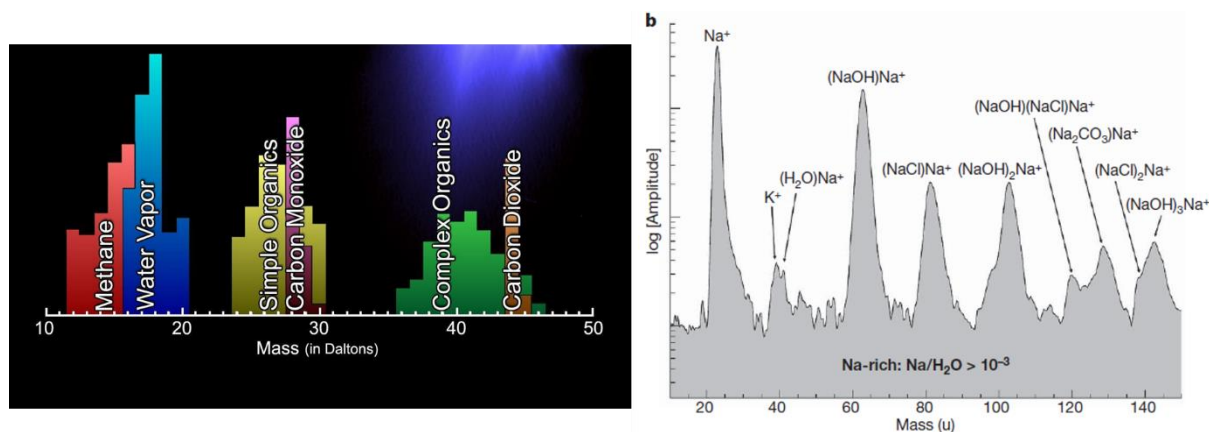 Methane
Water Vapor
Simple Organics
Carbon Monoxide
Complex Organics
Carbon Dioxide
10 20 30 40 50
Mass (in Daltons)
b
Na⁺
(NaOH)Na⁺
(NaOH)(NaCl)Na⁺
(Na₂CO₃)Na⁺
(H₂O)Na⁺
K⁺
(NaCl)Na⁺
(NaOH)₂Na⁺
(NaCl)₂Na⁺
(NaOH)₃Na⁺
log [Amplitude]
Na-rich: Na/H₂O > 10⁻³
20 40 60 80 100 120 140
Mass (u)